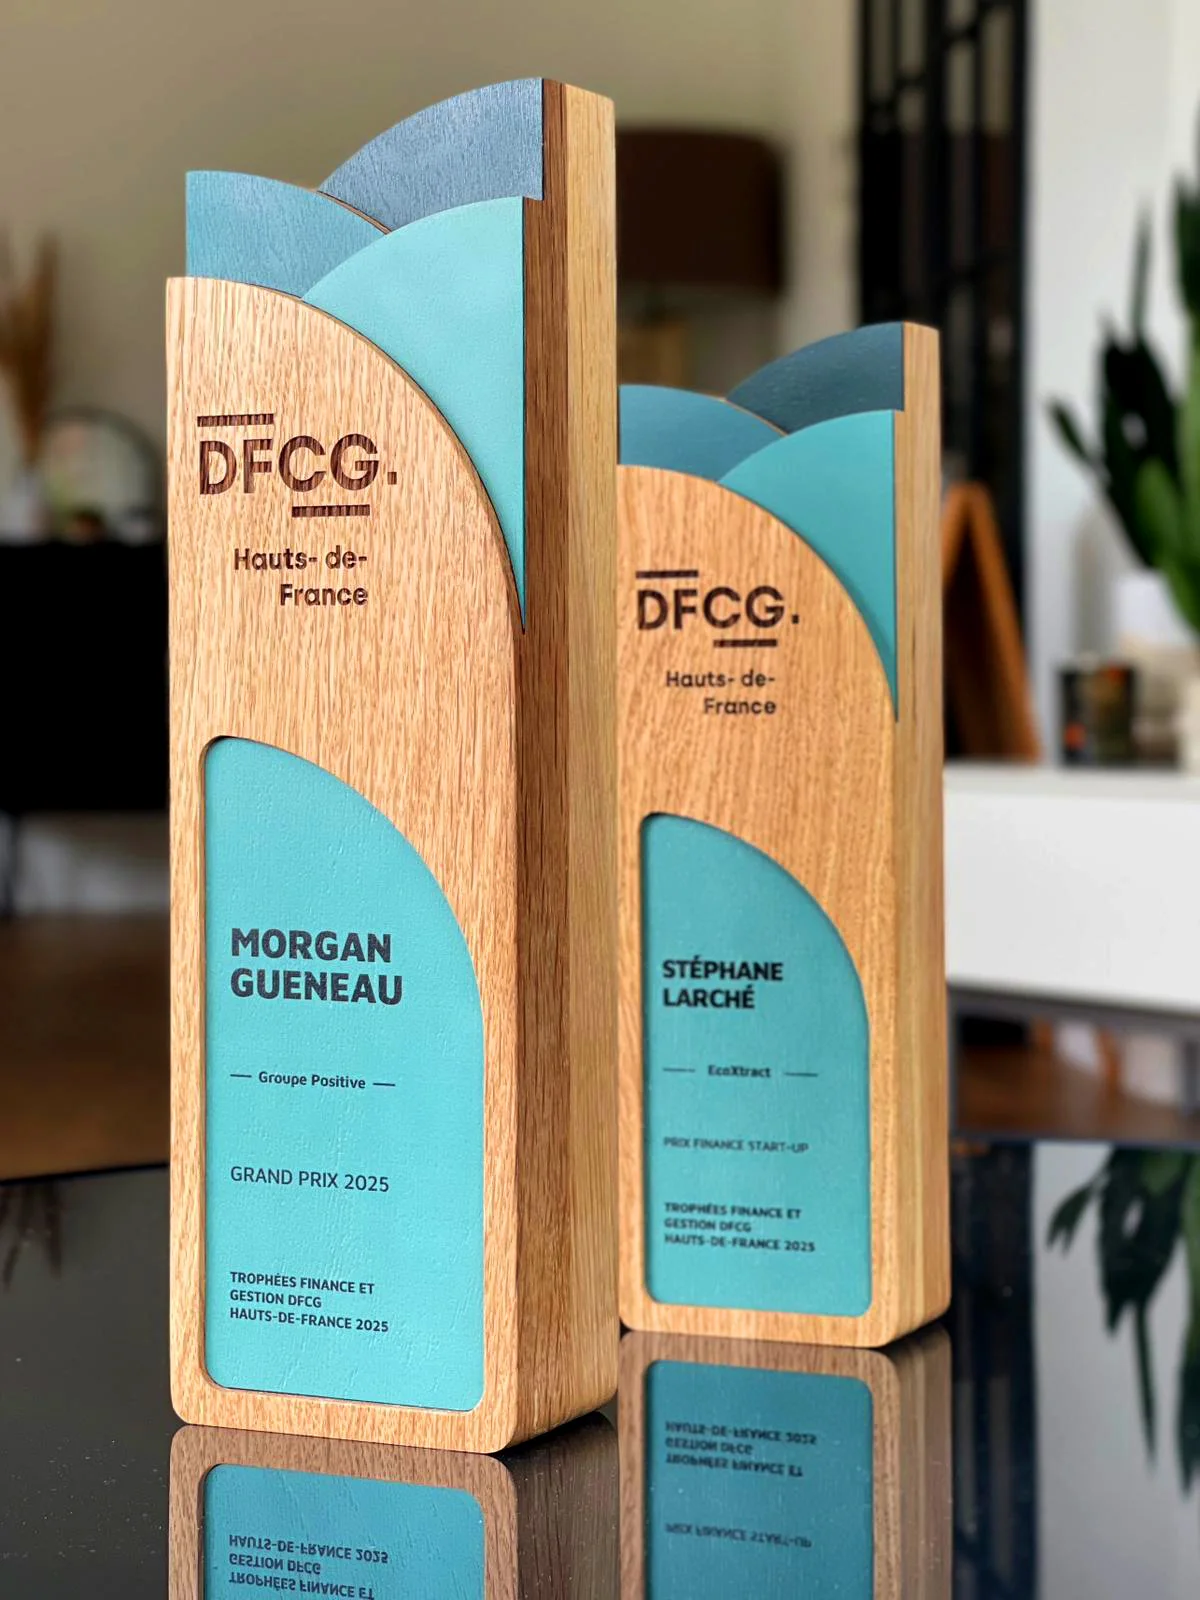 DFCG.
Hauts- de-
France
MORGAN
GUENEAU
Groupe Positive
GRAND PRIX 2025
TROPHÉES FINANCE ET
GESTION DFCG
HAUTS-DE-FRANCE 2025
DFCG.
Hauts- de-
France
STÉPHANE
LARCHÉ
EcoXtract
PRIX FINANCE START-UP
TROPHÉES FINANCE ET
GESTION DFCG
HAUTS-DE-FRANCE 2025